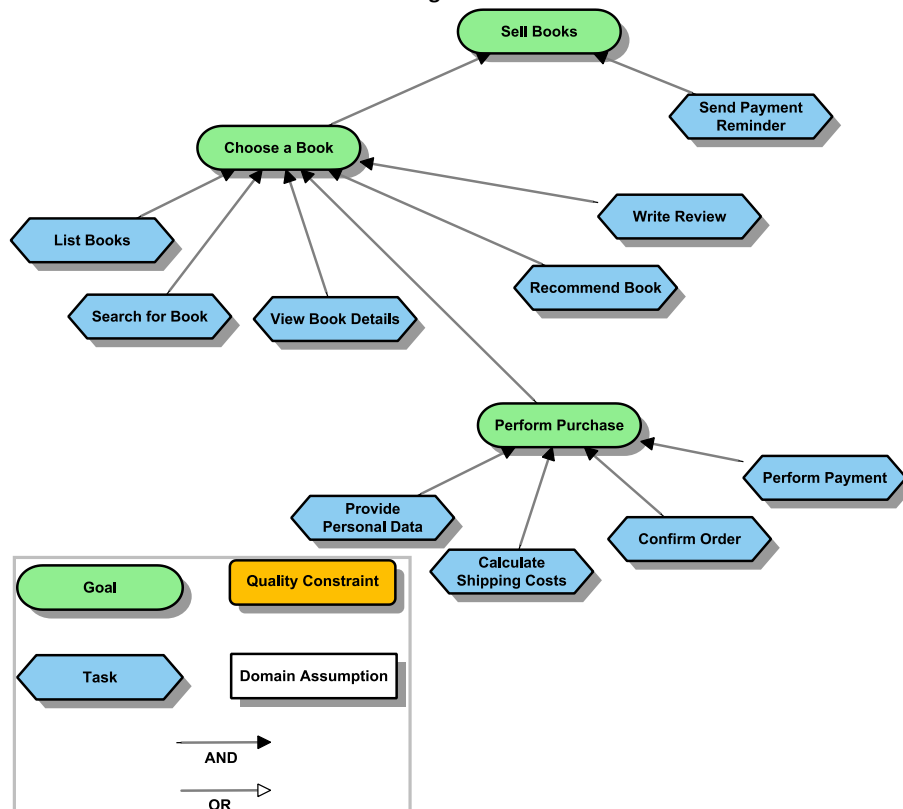 Sell Books
Send Payment
Reminder
Choose a Book
Write Review
List Books
Recommend Book
Search for Book
View Book Details
Perform Purchase
Perform Payment
Provide
Personal Data
Confirm Order
Calculate
Shipping Costs
Goal
Quality Constraint
Task
Domain Assumption
AND
OR